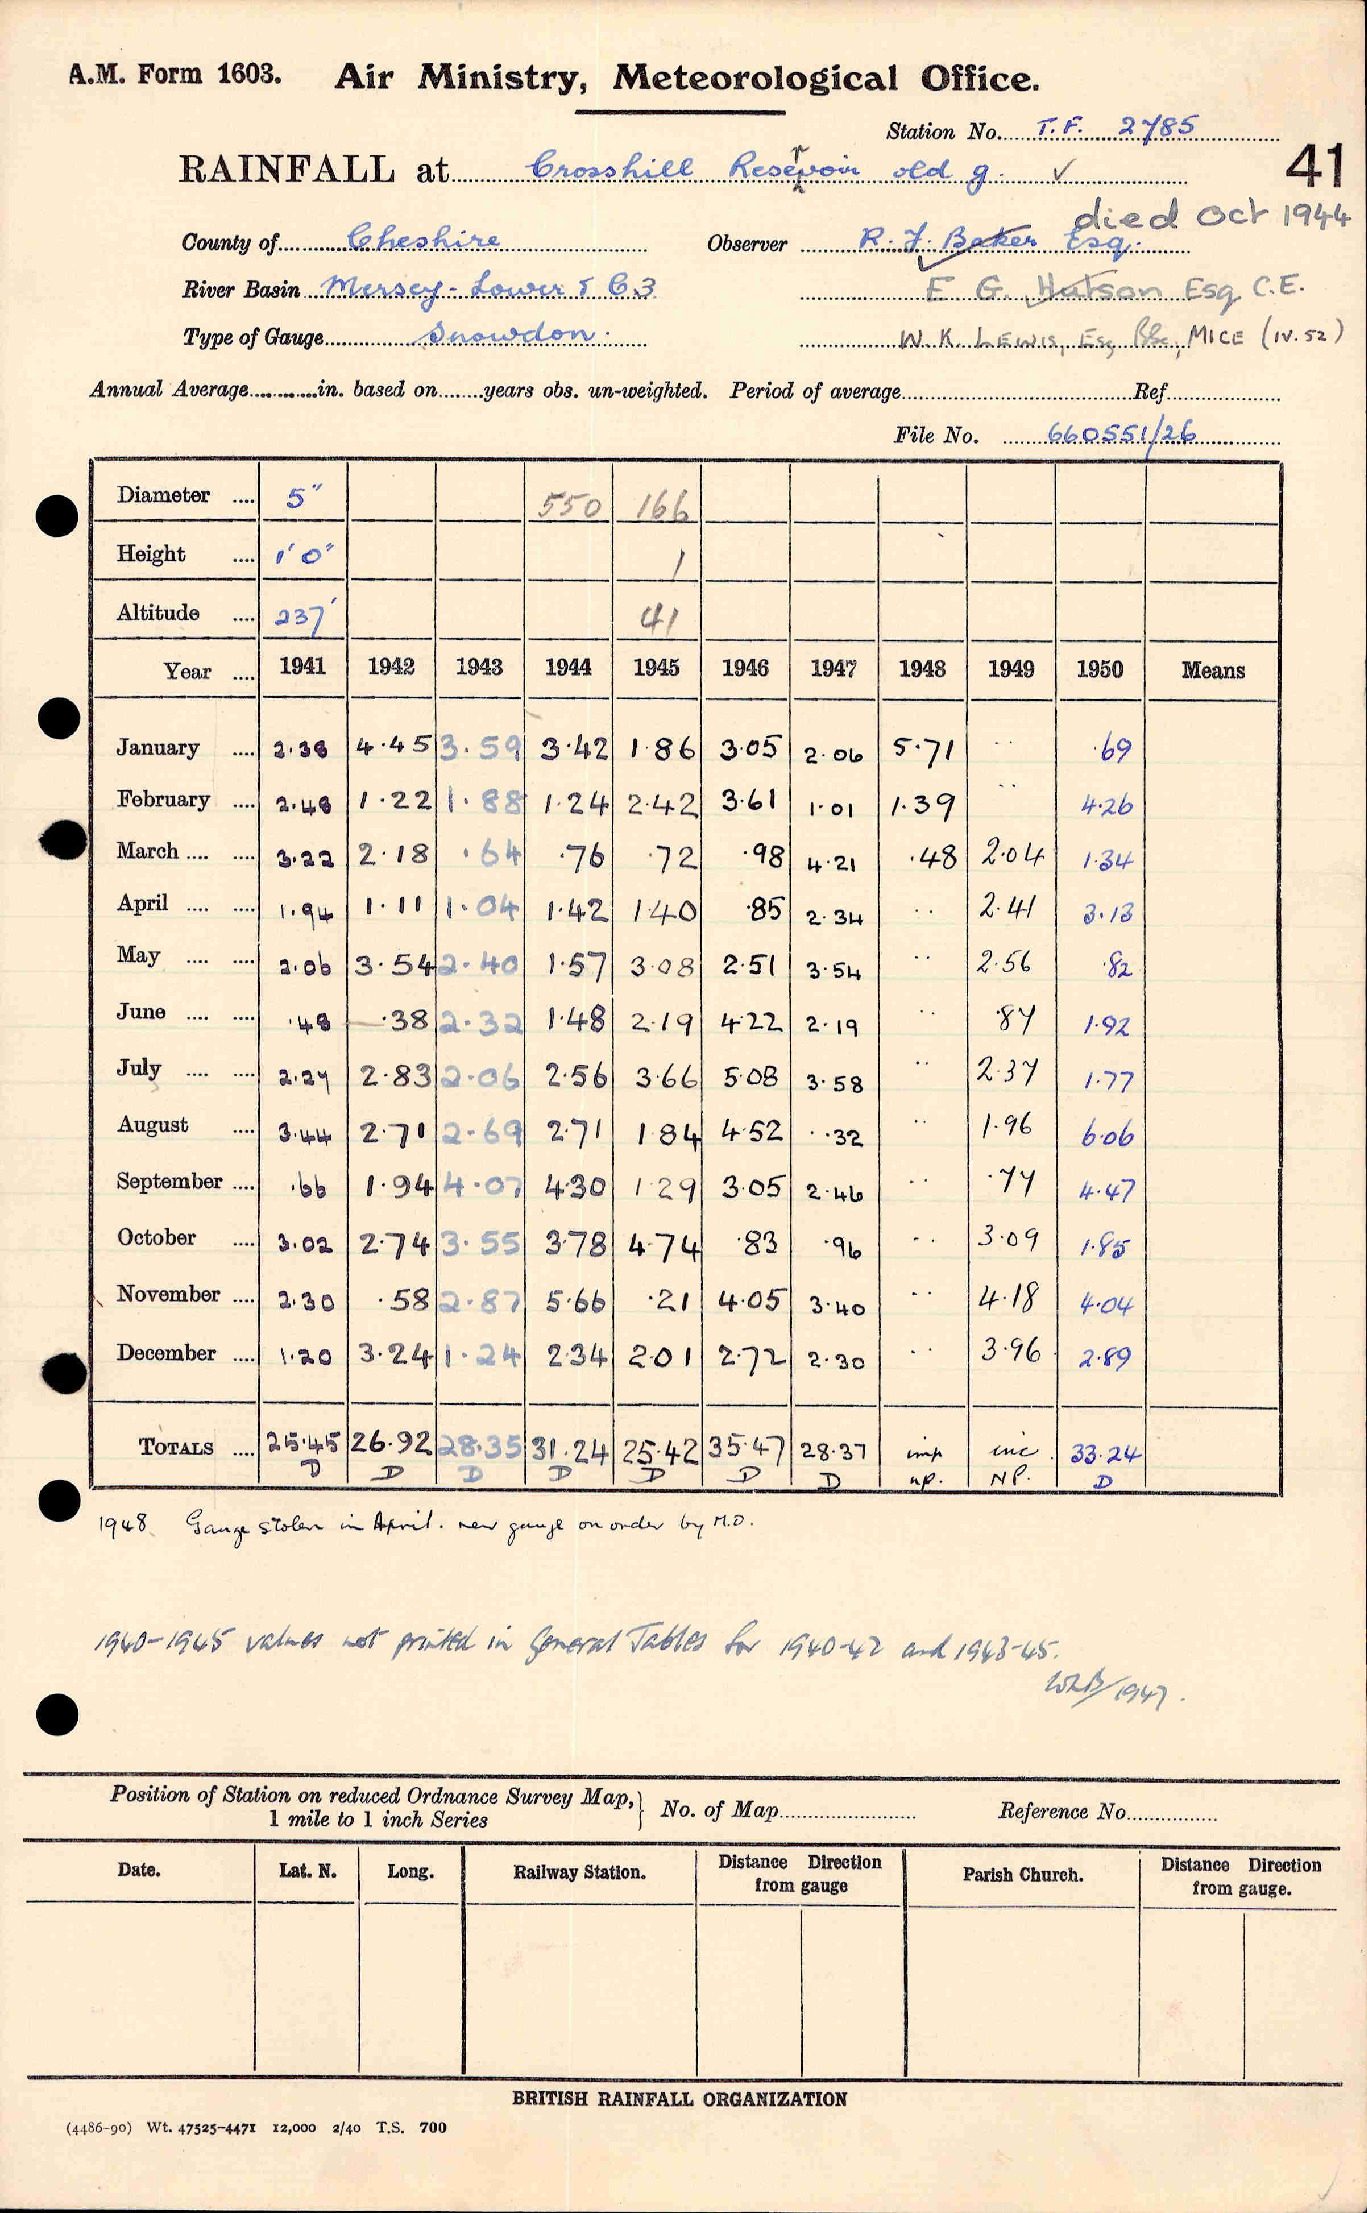 A.M. Form 1603. Air Ministry, Meteorological Office.
Station No. T.F. 2785
41
RAINFALL at Crosshill Reservoir old g. ✓
died Oct 1944
County of Cheshire Observer R. J. Baker Esq.
River Basin Mersey - Lower & C3 E G. Hatson Esq C.E.
Type of Gauge Snowdon. W. K. LEWIS, Esq BSc, MICE (IV. 52)
Annual Average............in. based on........years obs. un-weighted. Period of average........Ref........
File No. 660551/26
Diameter .... 5" 550 166
Height .... 1' 0" 1
Altitude .... 237' 41
Year .... 1941 1942 1943 1944 1945 1946 1947 1948 1949 1950 Means
January .... 2.38 4.45 3.59 3.42 1.86 3.05 2.06 5.71 .. .69
February .... 2.48 1.22 1.88 1.24 2.42 3.61 1.01 1.39 .. 4.26
March .... .... 3.22 2.18 .64 .76 .72 .98 4.21 .48 2.04 1.34
April .... .... 1.94 1.11 1.04 1.42 1.40 .85 2.34 .. 2.41 3.13
May .... .... 2.06 3.54 2.40 1.57 3.08 2.51 3.54 .. 2.56 .82
June .... .... .48 .38 2.32 1.48 2.19 4.22 2.19 .. .87 1.92
July .... .... 2.27 2.83 2.06 2.56 3.66 5.08 3.58 .. 2.37 1.77
August .... 3.44 2.71 2.69 2.71 1.84 4.52 .32 .. 1.96 6.06
September .... .66 1.94 4.07 4.30 1.29 3.05 2.46 .. .77 4.47
October .... 3.02 2.74 3.55 3.78 4.74 .83 .96 .. 3.09 1.85
November .... 2.30 .58 2.87 5.66 .21 4.05 3.40 .. 4.18 4.04
December .... 1.20 3.24 1.24 2.34 2.01 2.72 2.30 .. 3.96 2.89
TOTALS .... 25.45 26.92 28.35 31.24 25.42 35.47 28.37 inc 33.24
D D D D D D D np. NP. D
1948 Gauge stolen in April. new gauge on order by M.O.
1940-1945 values not printed in General Tables for 1940-42 and 1943-45.
1947.
Position of Station on reduced Ordnance Survey Map, 1 mile to 1 inch Series } No. of Map........ Reference No........
Date. Lat. N. Long. Railway Station. Distance Direction from gauge Parish Church. Distance Direction from gauge.
BRITISH RAINFALL ORGANIZATION
(4486-90) Wt. 47525-4471 12,000 2/40 T.S. 700